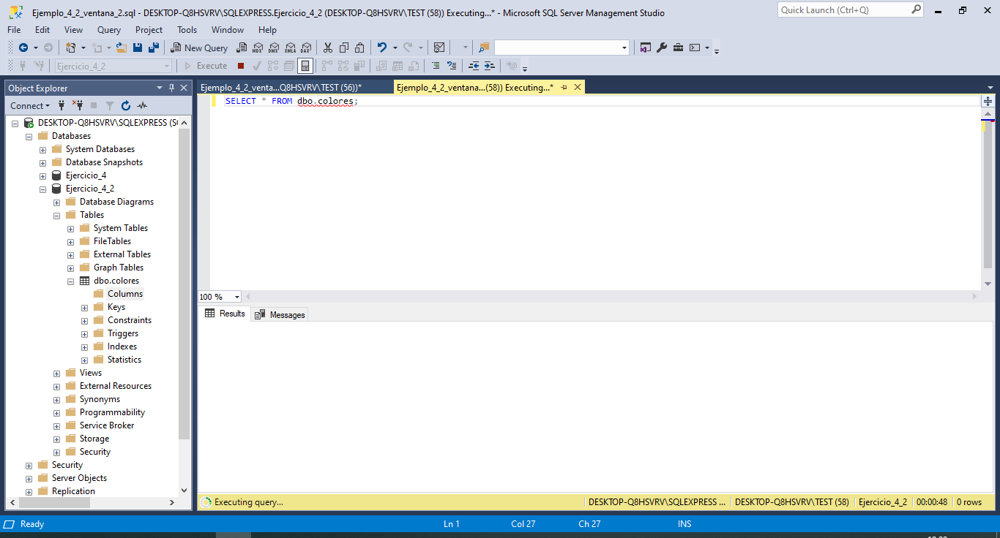 Ejemplo_4_2_ventana_2.sql - DESKTOP-Q8HSVRV\SQLEXPRESS.Ejercicio_4_2 (DESKTOP-Q8HSVRV\TEST (58)) Executing...* - Microsoft SQL Server Management Studio
Quick Launch (Ctrl+Q)
File Edit View Query Project Tools Window Help
New Query MDX DMX XMLA DAX
Ejercicio_4_2 Execute
Object Explorer
Ejemplo_4_2_venta...Q8HSVRV\TEST (56))*
Ejemplo_4_2_ventana...(58)) Executing...*
Connect
SELECT * FROM dbo.colores;
DESKTOP-Q8HSVRV\SQLEXPRESS (S
Databases
System Databases
Database Snapshots
Ejercicio_4
Ejercicio_4_2
Database Diagrams
Tables
System Tables
FileTables
External Tables
Graph Tables
dbo.colores
Columns
Keys
Constraints
Triggers
Indexes
Statistics
Views
External Resources
Synonyms
Programmability
Service Broker
Storage
Security
Security
Server Objects
Replication
100 %
Results Messages
Executing query...
DESKTOP-Q8HSVRV\SQLEXPRESS ... DESKTOP-Q8HSVRV\TEST (58) Ejercicio_4_2 00:00:48 0 rows
Ready Ln 1 Col 27 Ch 27 INS